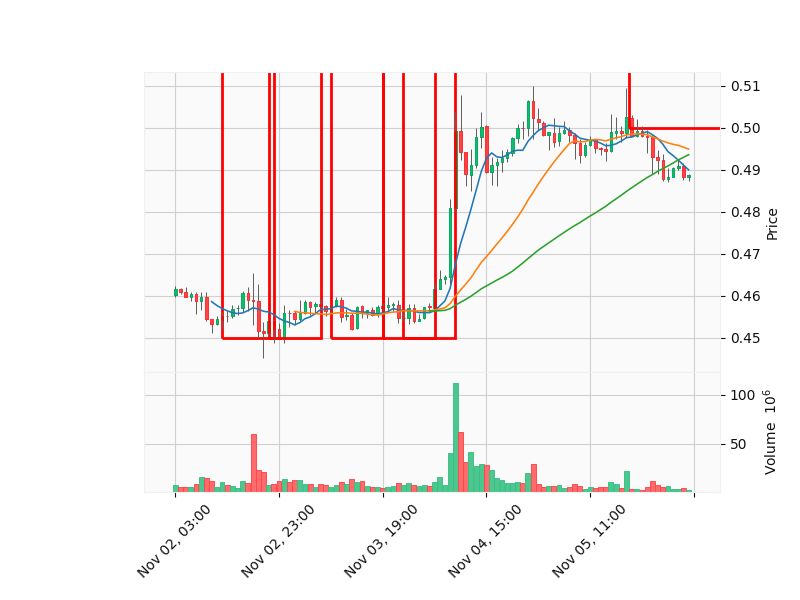 0.51
0.50
0.49
0.48
0.47
0.46
0.45
Price
100
50
Volume 10⁶
Nov 02, 03:00
Nov 02, 23:00
Nov 03, 19:00
Nov 04, 15:00
Nov 05, 11:00